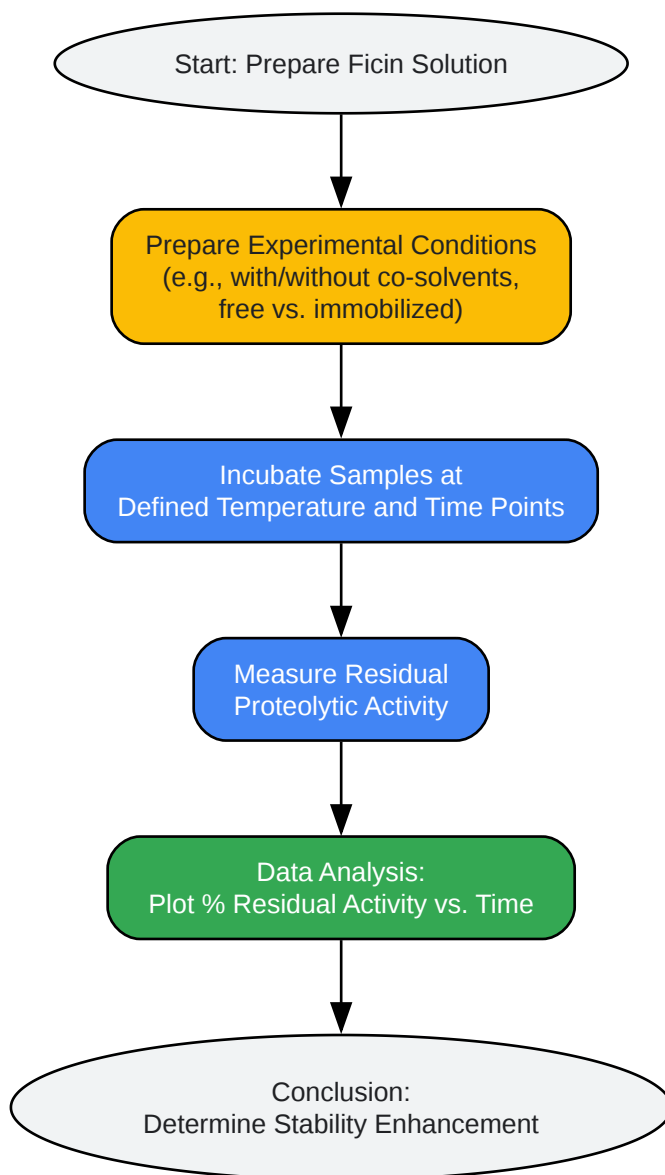 Start: Prepare Ficin Solution
Prepare Experimental Conditions
(e.g., with/without co-solvents,
free vs. immobilized)
Incubate Samples at
Defined Temperature and Time Points
Measure Residual
Proteolytic Activity
Data Analysis:
Plot % Residual Activity vs. Time
Conclusion:
Determine Stability Enhancement